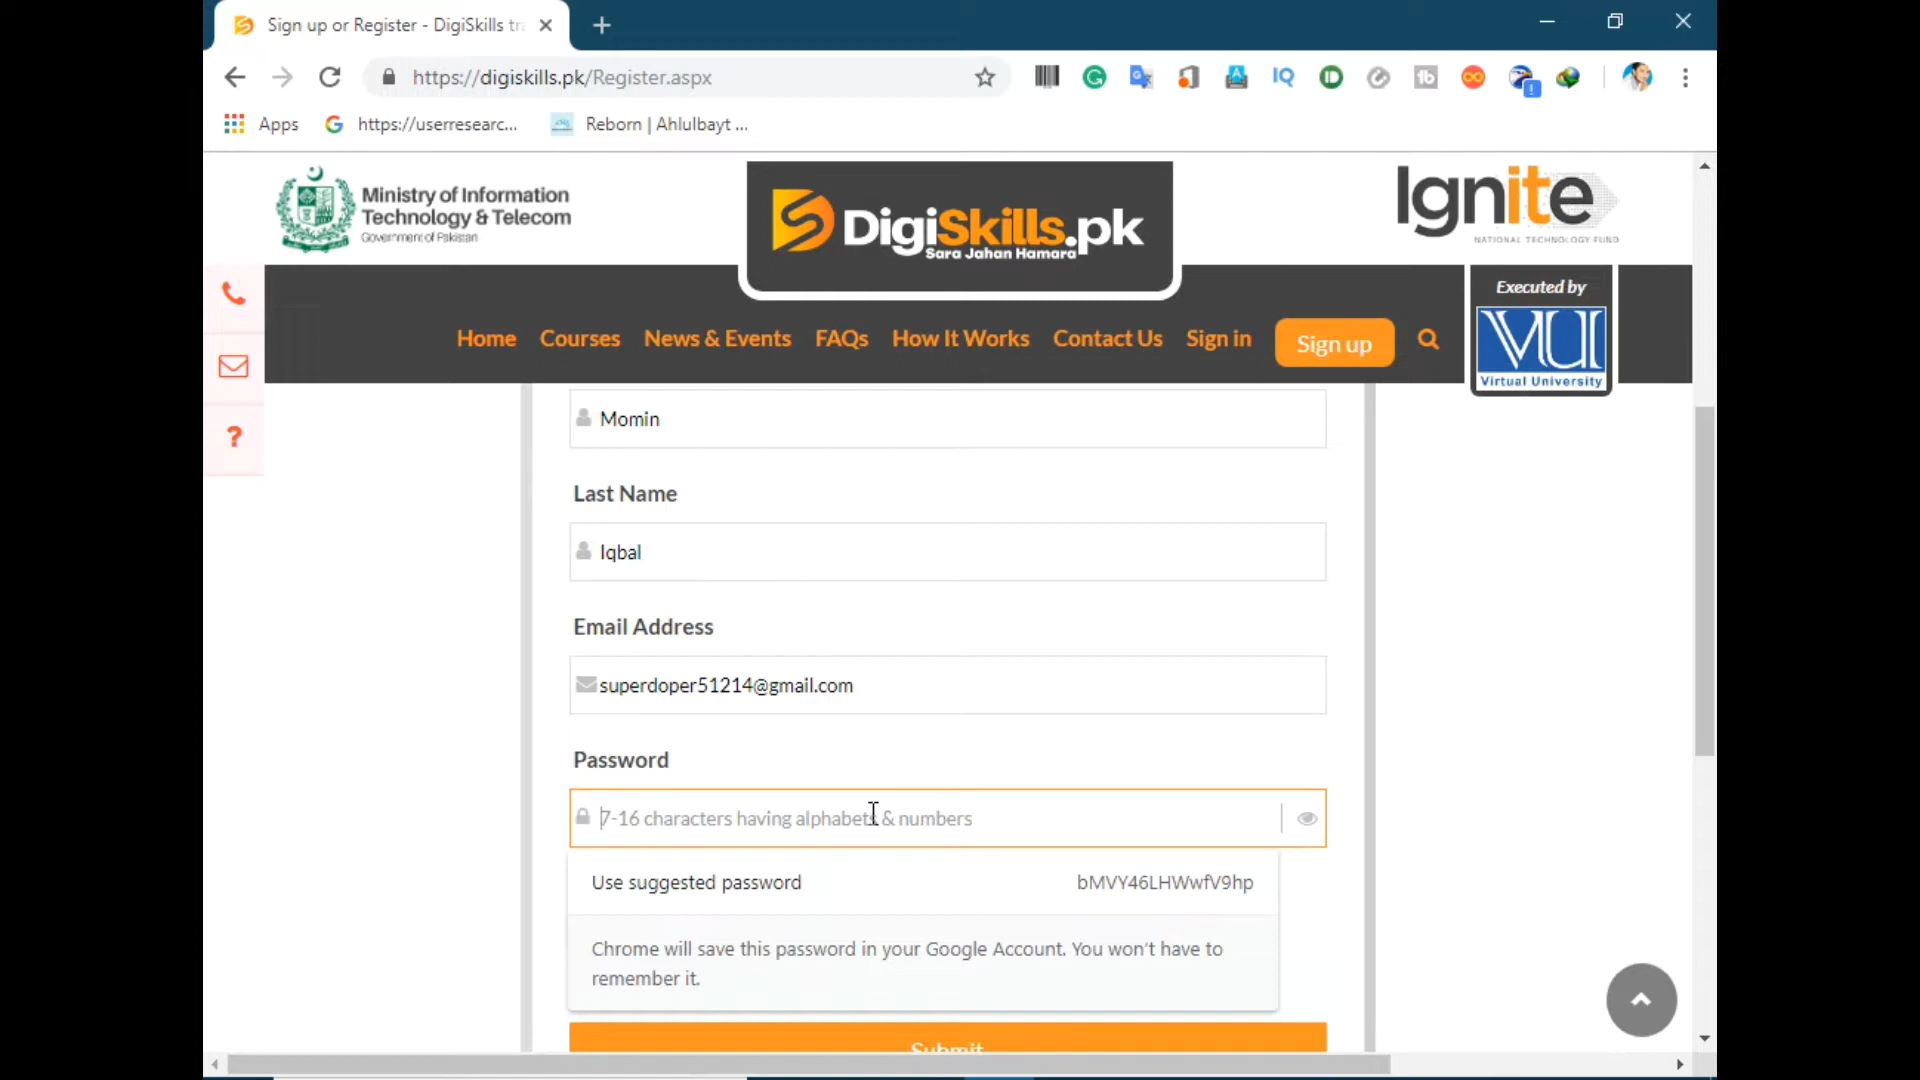 Sign up or Register - DigiSkills tr
https://digiskills.pk/Register.aspx
Apps
https://userresearc...
Reborn | Ahlulbayt ...
Ministry of Information
Technology & Telecom
Government of Pakistan
DigiSkills.pk
Sara Jahan Hamara
Ignite
NATIONAL TECHNOLOGY FUND
Home
Courses
News & Events
FAQs
How It Works
Contact Us
Sign in
Sign up
Executed by
VU
Virtual University
Momin
Last Name
Iqbal
Email Address
superdoper51214@gmail.com
Password
7-16 characters having alphabets & numbers
Use suggested password
bMVY46LHWwfV9hp
Chrome will save this password in your Google Account. You won't have to
remember it.
Submit